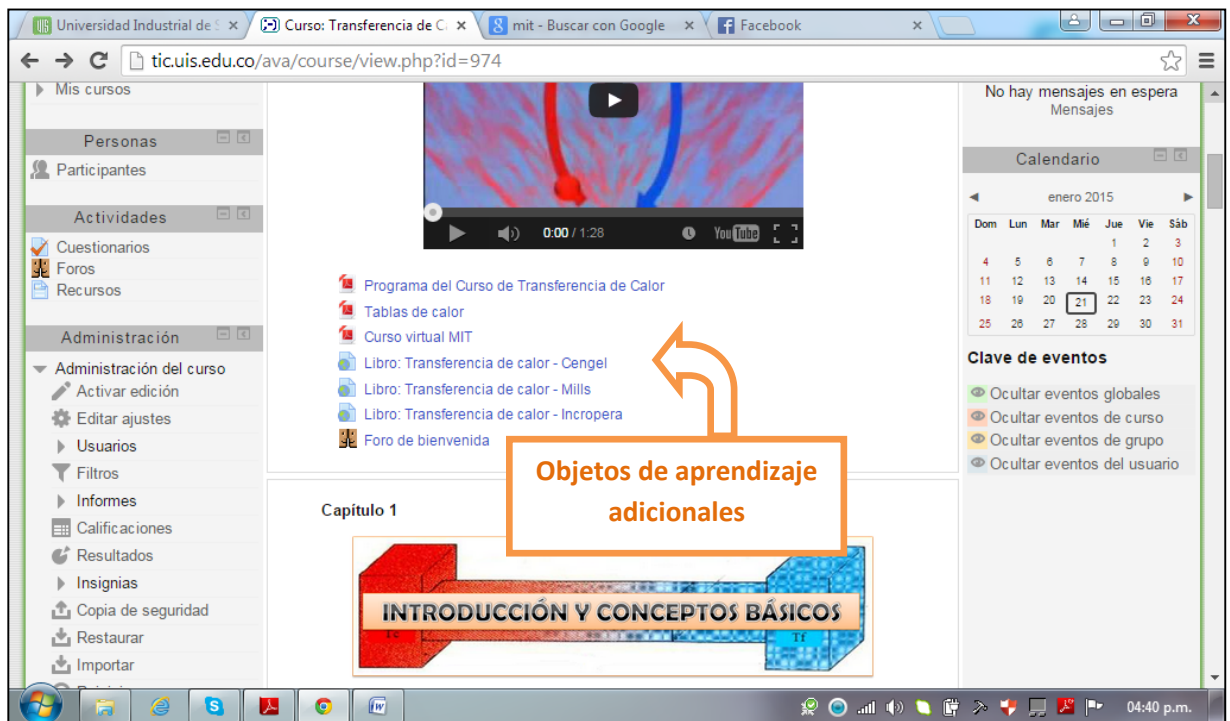 Universidad Industrial de S
Curso: Transferencia de Ca
mit - Buscar con Google
Facebook
tic.uis.edu.co/ava/course/view.php?id=974
Mis cursos
Personas
Participantes
Actividades
Cuestionarios
Foros
Recursos
Administración
Administración del curso
Activar edición
Editar ajustes
Usuarios
Filtros
Informes
Calificaciones
Resultados
Insignias
Copia de seguridad
Restaurar
Importar
0:00 / 1:28
YouTube
Programa del Curso de Transferencia de Calor
Tablas de calor
Curso virtual MIT
Libro: Transferencia de calor - Cengel
Libro: Transferencia de calor - Mills
Libro: Transferencia de calor - Incropera
Foro de bienvenida
Objetos de aprendizaje
adicionales
Capítulo 1
INTRODUCCIÓN Y CONCEPTOS BÁSICOS
Tc
Tf
No hay mensajes en espera
Mensajes
Calendario
enero 2015
Dom Lun Mar Mié Jue Vie Sáb
1 2 3
4 5 6 7 8 9 10
11 12 13 14 15 16 17
18 19 20 21 22 23 24
25 26 27 28 29 30 31
Clave de eventos
Ocultar eventos globales
Ocultar eventos de curso
Ocultar eventos de grupo
Ocultar eventos del usuario
04:40 p.m.